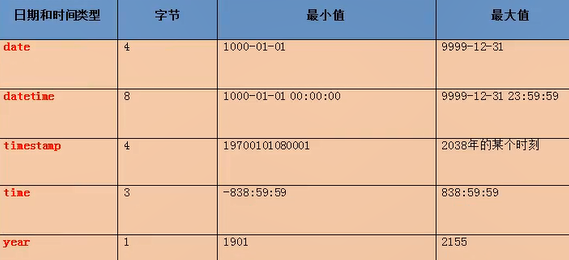 日期和时间类型 字节 最小值 最大值
date 4 1000-01-01 9999-12-31
datetime 8 1000-01-01 00:00:00 9999-12-31 23:59:59
timestamp 4 19700101080001 2038年的某个时刻
time 3 -838:59:59 838:59:59
year 1 1901 2155